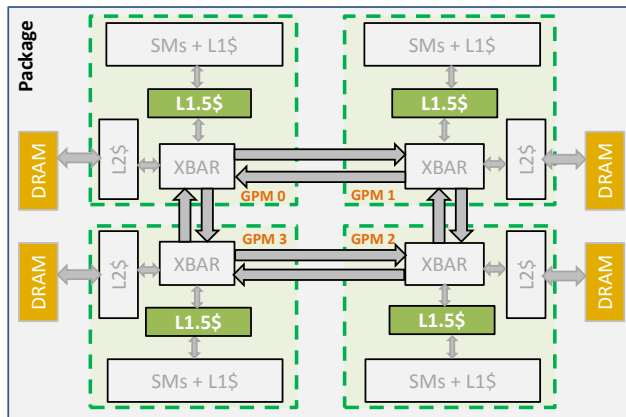 Package
SMs + L1$
SMs + L1$
L1.5$
L1.5$
DRAM
L2$
XBAR
XBAR
L2$
DRAM
GPM 0
GPM 1
GPM 3
GPM 2
DRAM
L2$
XBAR
XBAR
L2$
DRAM
L1.5$
L1.5$
SMs + L1$
SMs + L1$